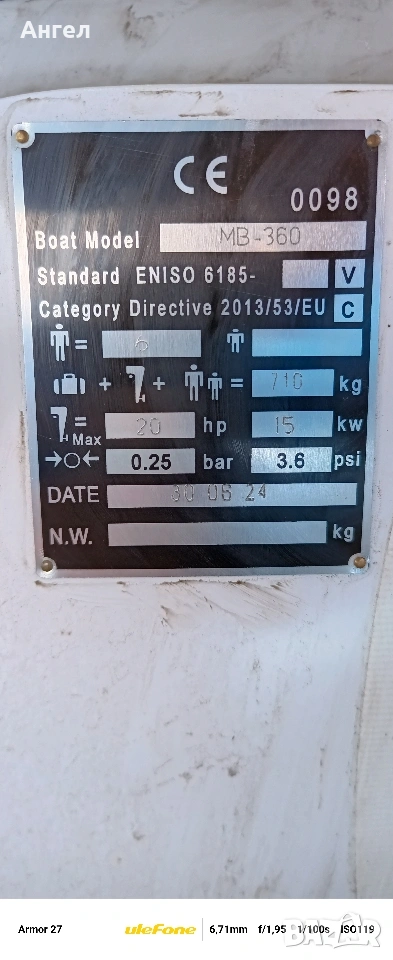 Ангел
CE
0098
Boat Model MB-360
Standard ENISO 6185- V
Category Directive 2013/53/EU C
= 6
+ + = 710 kg
= Max 20 hp 15 kw
→○← 0.25 bar 3.6 psi
DATE 30 06 24
N.W. kg
Armor 27 uleFone 6,71mm f/1,95 1/100s ISO119
bazar